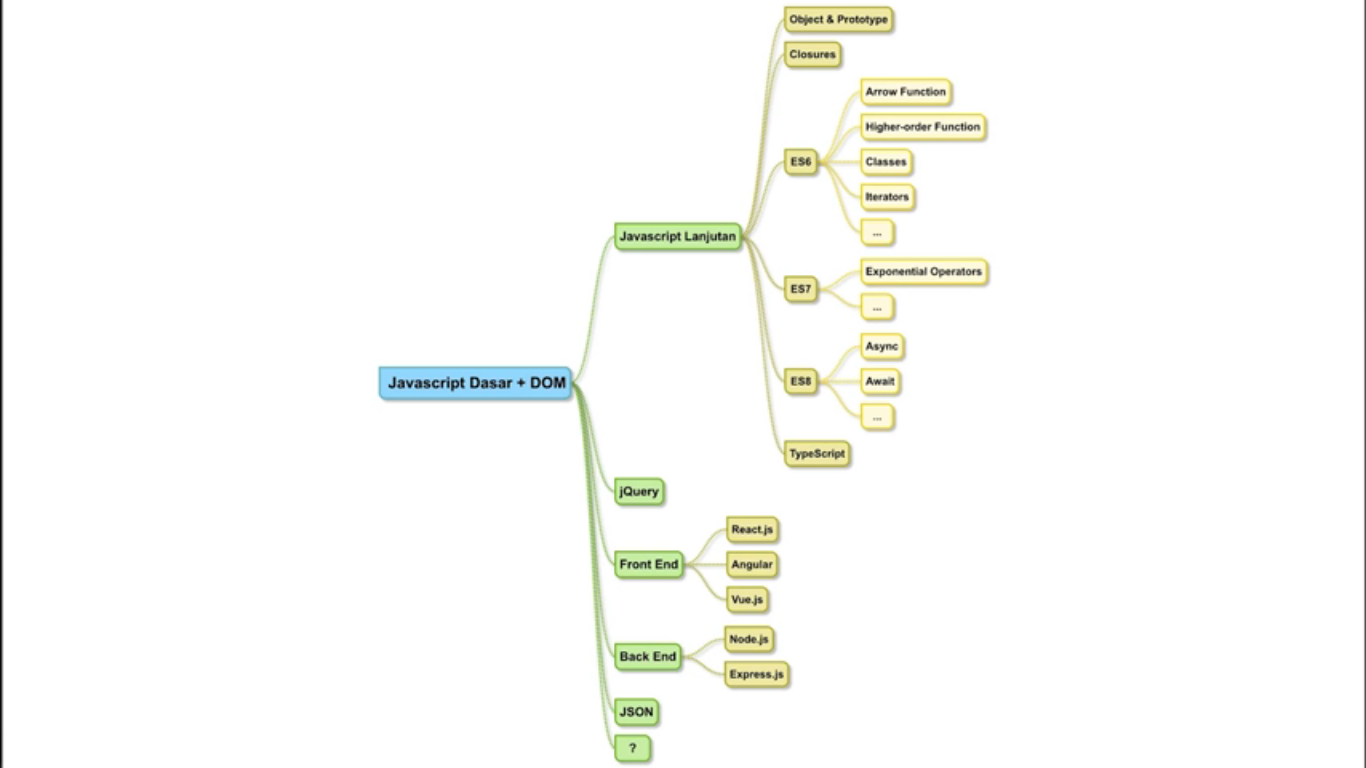 Javascript Dasar + DOM
Javascript Lanjutan
Object & Prototype
Closures
ES6
Arrow Function
Higher-order Function
Classes
Iterators
...
ES7
Exponential Operators
...
ES8
Async
Await
...
TypeScript
jQuery
Front End
React.js
Angular
Vue.js
Back End
Node.js
Express.js
JSON
?